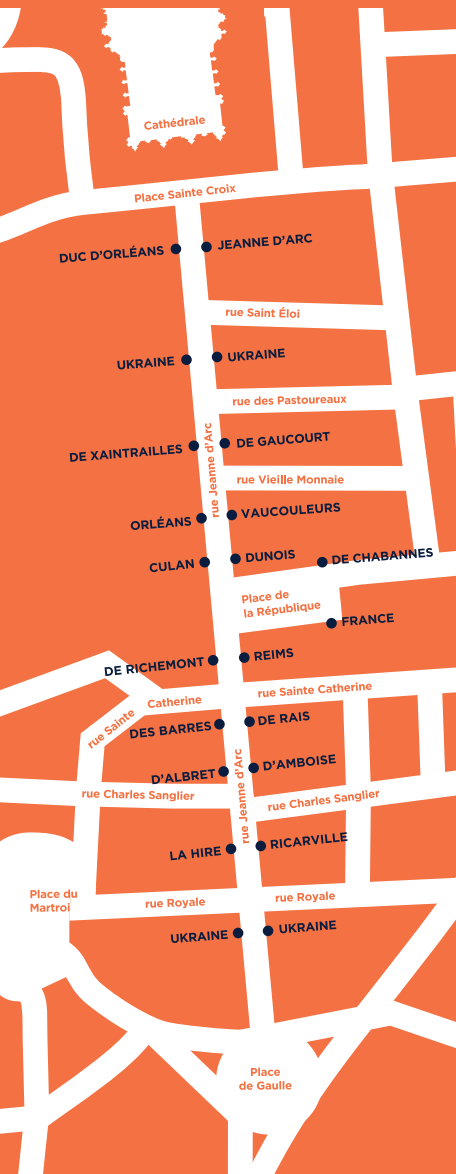 Cathédrale
Place Sainte Croix
DUC D'ORLÉANS
JEANNE D'ARC
rue Saint Éloi
UKRAINE
UKRAINE
rue des Pastoureaux
rue Jeanne d'Arc
DE XAINTRAILLES
DE GAUCOURT
rue Vieille Monnaie
ORLÉANS
VAUCOULEURS
CULAN
DUNOIS
DE CHABANNES
Place de
la République
FRANCE
DE RICHEMONT
REIMS
rue Sainte
Catherine
rue Sainte Catherine
DES BARRES
DE RAIS
rue Jeanne d'Arc
D'ALBRET
D'AMBOISE
rue Charles Sanglier
rue Charles Sanglier
LA HIRE
RICARVILLE
Place du
Martroi
rue Royale
rue Royale
UKRAINE
UKRAINE
Place
de Gaulle